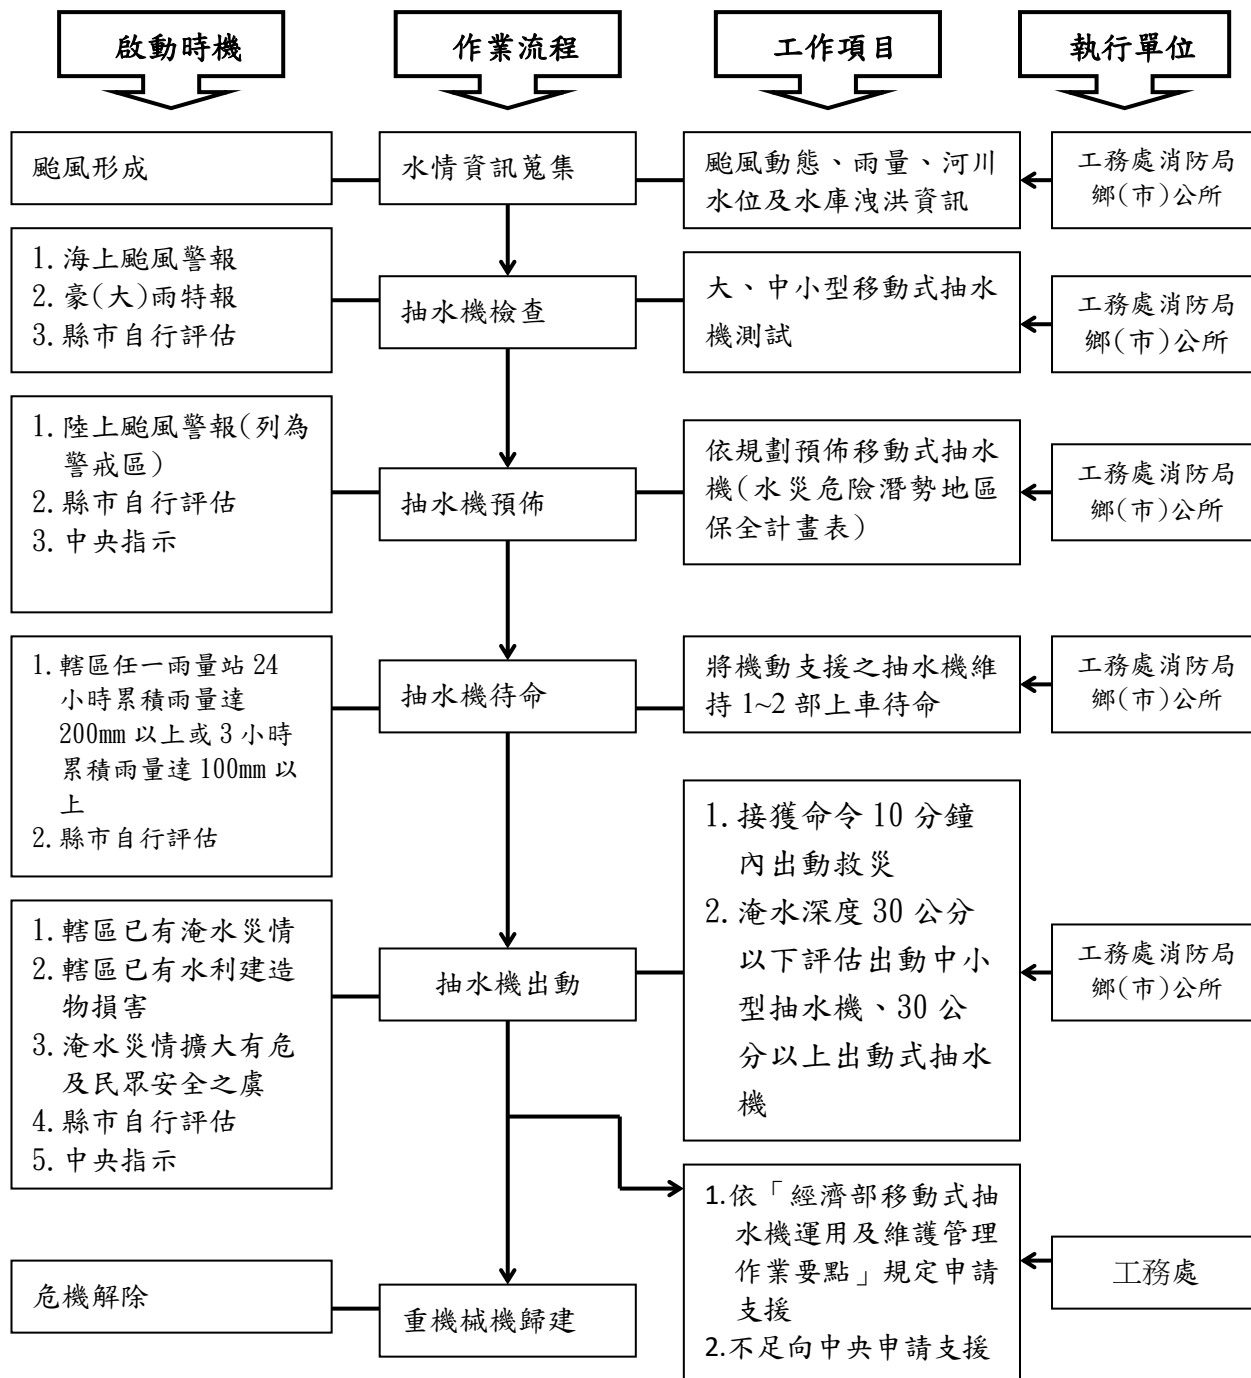 啟動時機
作業流程
工作項目
執行單位
颱風形成
水情資訊蒐集
颱風動態、雨量、河川
水位及水庫洩洪資訊
工務處消防局
鄉(市)公所
1. 海上颱風警報
2. 豪(大)雨特報
3. 縣市自行評估
抽水機檢查
大、中小型移動式抽水
機測試
工務處消防局
鄉(市)公所
1. 陸上颱風警報(列為
警戒區)
2. 縣市自行評估
3. 中央指示
抽水機預佈
依規劃預佈移動式抽水
機(水災危險潛勢地區
保全計畫表)
工務處消防局
鄉(市)公所
1. 轄區任一雨量站 24
小時累積雨量達
200mm 以上或 3 小時
累積雨量達 100mm 以
上
2. 縣市自行評估
抽水機待命
將機動支援之抽水機維
持 1~2 部上車待命
工務處消防局
鄉(市)公所
1. 轄區已有淹水災情
2. 轄區已有水利建造
物損害
3. 淹水災情擴大有危
及民眾安全之虞
4. 縣市自行評估
5. 中央指示
抽水機出動
1. 接獲命令 10 分鐘
內出動救災
2. 淹水深度 30 公分
以下評估出動中小
型抽水機、30 公
分以上出動式抽水
機
工務處消防局
鄉(市)公所
1.依「經濟部移動式抽
水機運用及維護管理
作業要點」規定申請
支援
2.不足向中央申請支援
工務處
危機解除
重機械機歸建